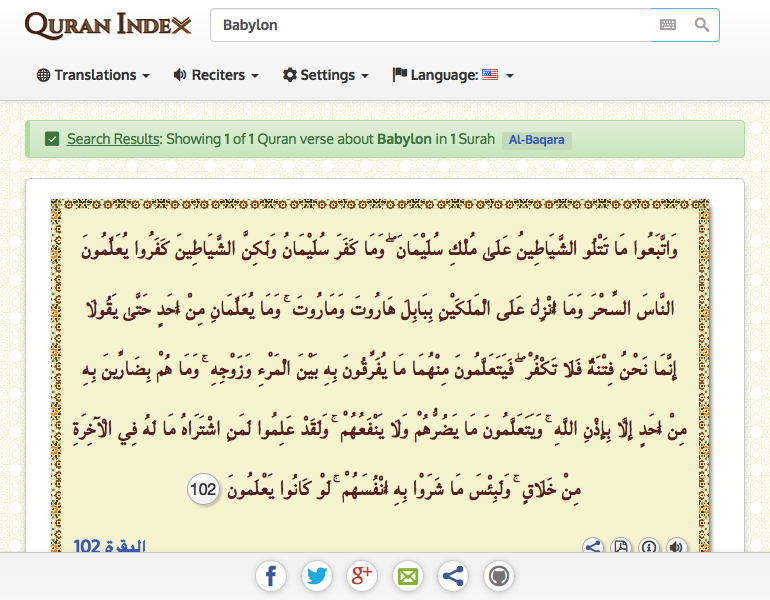 QURAN INDEX
Babylon
Translations
Reciters
Settings
Language:
Search Results: Showing 1 of 1 Quran verse about Babylon in 1 Surah Al-Baqara
وَاتَّبَعُوا مَا تَتْلُو الشَّيَاطِينُ عَلَىٰ مُلْكِ سُلَيْمَانَ ۖ وَمَا كَفَرَ سُلَيْمَانُ وَلَٰكِنَّ الشَّيَاطِينَ كَفَرُوا يُعَلِّمُونَ
النَّاسَ السِّحْرَ وَمَا أُنْزِلَ عَلَى الْمَلَكَيْنِ بِبَابِلَ هَارُوتَ وَمَارُوتَ ۚ وَمَا يُعَلِّمَانِ مِنْ أَحَدٍ حَتَّىٰ يَقُولَا
إِنَّمَا نَحْنُ فِتْنَةٌ فَلَا تَكْفُرْ ۖ فَيَتَعَلَّمُونَ مِنْهُمَا مَا يُفَرِّقُونَ بِهِ بَيْنَ الْمَرْءِ وَزَوْجِهِ ۚ وَمَا هُمْ بِضَارِّينَ بِهِ
مِنْ أَحَدٍ إِلَّا بِإِذْنِ اللَّهِ ۚ وَيَتَعَلَّمُونَ مَا يَضُرُّهُمْ وَلَا يَنْفَعُهُمْ ۚ وَلَقَدْ عَلِمُوا لَمَنِ اشْتَرَاهُ مَا لَهُ فِي الْآخِرَةِ
مِنْ خَلَاقٍ ۚ وَلَبِئْسَ مَا شَرَوْا بِهِ أَنْفُسَهُمْ ۚ لَوْ كَانُوا يَعْلَمُونَ 102
البقرة 102
f g+